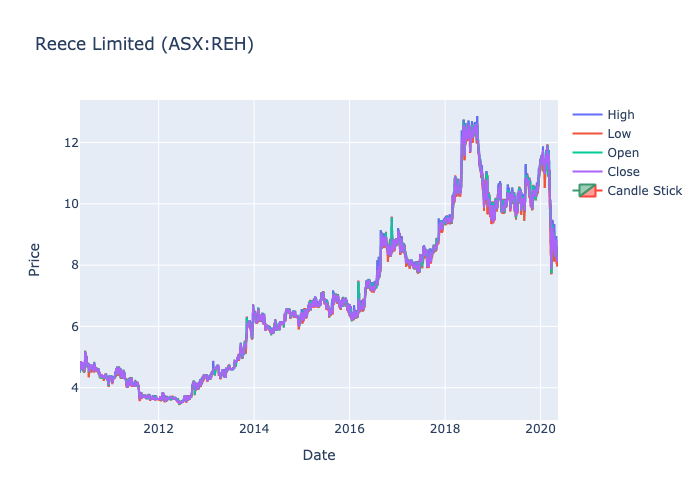 Reece Limited (ASX:REH)
High
Low
Open
Close
Candle Stick
12
10
8
6
4
Price
2012
2014
2016
2018
2020
Date